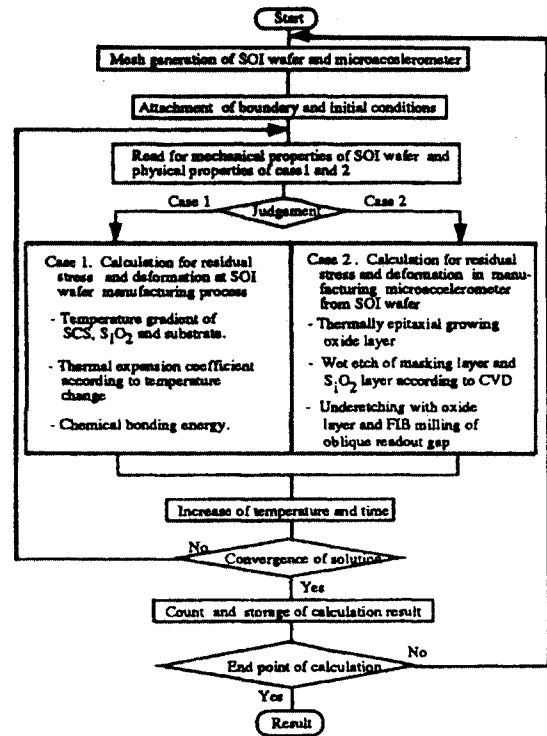 Start
Mesh generation of SOI wafer and microaccelerometer
Attachment of boundary and initial conditions
Read for mechanical properties of SOI wafer and
physical properties of case1 and 2
Case 1
Judgement
Case 2
Case 1. Calculation for residual
stress and deformation at SOI
wafer manufacturing process
- Temperature gradient of
SCS, SiO2 and substrate.
- Thermal expansion coefficient
according to temperature
change
- Chemical bonding energy.
Case 2 . Calculation for residual
stress and deformation in manu-
facturing microaccelerometer
from SOI wafer
- Thermally epitaxial growing
oxide layer
- Wet etch of masking layer and
SiO2 layer according to CVD
- Underetching with oxide
layer and FIB milling of
oblique readout gap
Increase of temperature and time
No
Convergence of solution
Yes
Count and storage of calculation result
No
End point of calculation
Yes
Result